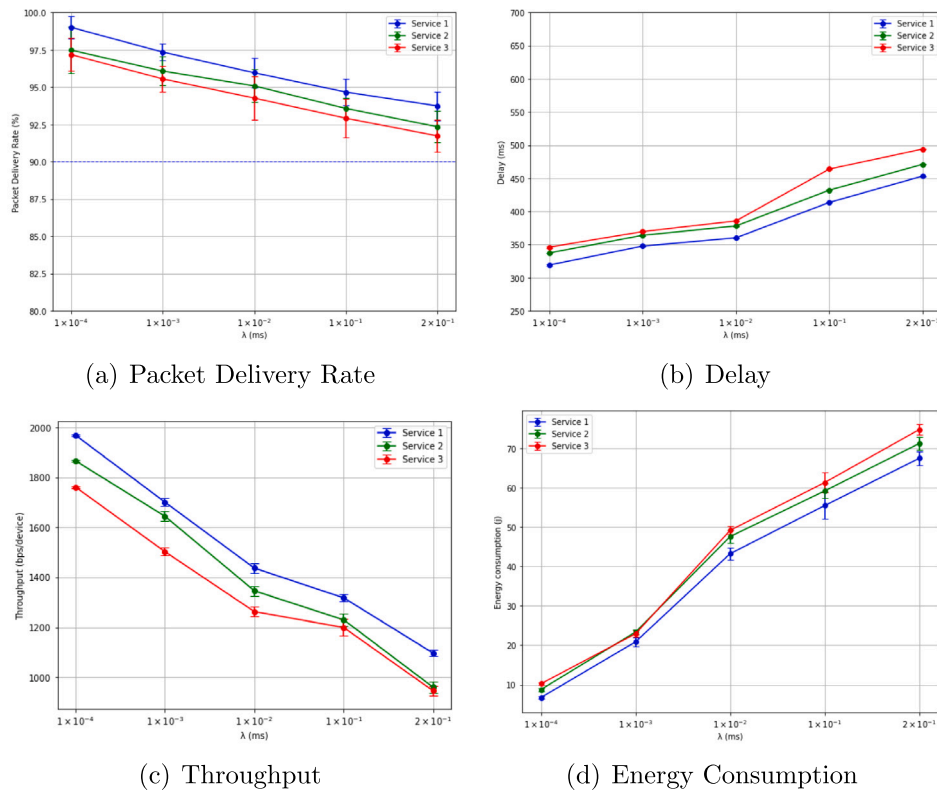 100.0
97.5
95.0
92.5
90.0
87.5
85.0
82.5
80.0
Packet Delivery Rate (%)
Service 1
Service 2
Service 3
1 × 10⁻⁴
1 × 10⁻³
1 × 10⁻²
1 × 10⁻¹
2 × 10⁻¹
λ (ms)
(a) Packet Delivery Rate
700
650
600
550
500
450
400
350
300
250
Delay (ms)
Service 1
Service 2
Service 3
1 × 10⁻⁴
1 × 10⁻³
1 × 10⁻²
1 × 10⁻¹
2 × 10⁻¹
λ (ms)
(b) Delay
2000
1800
1600
1400
1200
1000
Throughput (bps/device)
Service 1
Service 2
Service 3
1 × 10⁻⁴
1 × 10⁻³
1 × 10⁻²
1 × 10⁻¹
2 × 10⁻¹
λ (ms)
(c) Throughput
70
60
50
40
30
20
10
Energy consumption (j)
Service 1
Service 2
Service 3
1 × 10⁻⁴
1 × 10⁻³
1 × 10⁻²
1 × 10⁻¹
2 × 10⁻¹
λ (ms)
(d) Energy Consumption